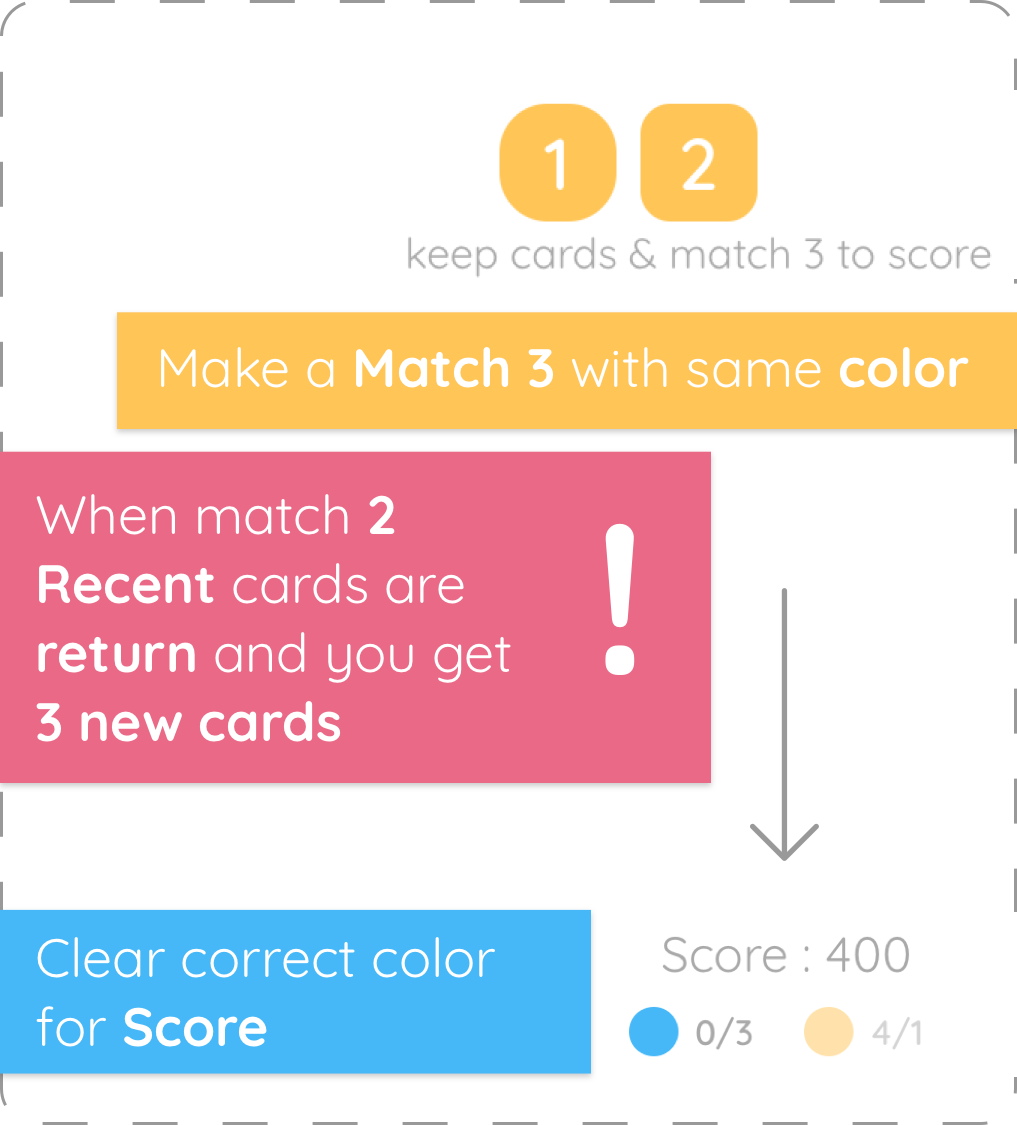 1 2
keep cards & match 3 to score
Make a Match 3 with same color
When match 2
Recent cards are
return and you get
3 new cards
!
Clear correct color
for Score
Score : 400
0/3 4/1